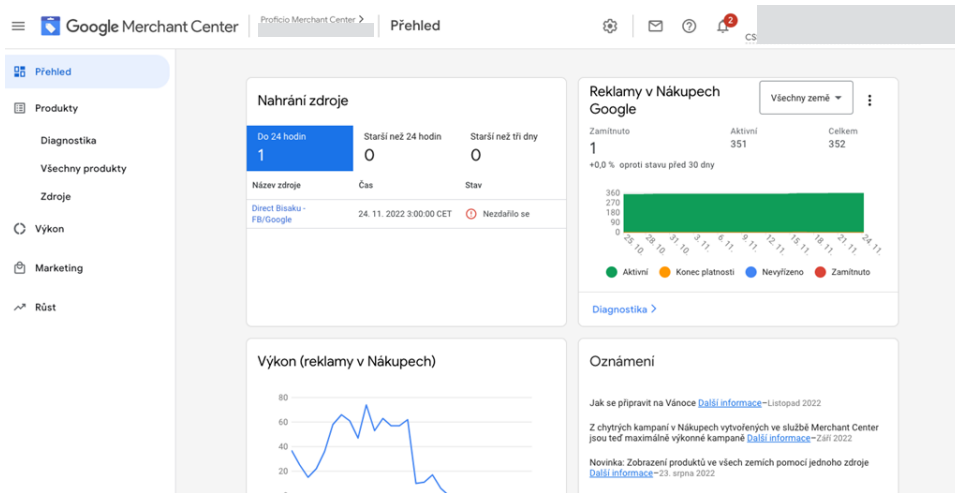 Google Merchant Center
Proficio Merchant Center
Přehled
2
CS
Přehled
Produkty
Diagnostika
Všechny produkty
Zdroje
Výkon
Marketing
Růst
Nahrání zdroje
Do 24 hodin Starší než 24 hodin Starší než tři dny
1 0 0
Název zdroje Čas Stav
Direct Bisaku -
FB/Google
24. 11. 2022 3:00:00 CET Nezdařilo se
Reklamy v Nákupech
Google
Všechny země
Zamítnuto Aktivní Celkem
1 351 352
+0,0 % oproti stavu před 30 dny
360
270
180
90
0
25. 10. 28. 10. 31. 10. 3. 11. 6. 11. 9. 11. 12. 11. 15. 11. 18. 11. 21. 11. 24. 11.
Aktivní Konec platnosti Nevyřízeno Zamítnuto
Diagnostika
Výkon (reklamy v Nákupech)
80
60
40
20
Oznámení
Jak se připravit na Vánoce Další informace–Listopad 2022
Z chytrých kampaní v Nákupech vytvořených ve službě Merchant Center
jsou teď maximálně výkonné kampaně Další informace–Září 2022
Novinka: Zobrazení produktů ve všech zemích pomocí jednoho zdroje
Další informace–23. srpna 2022